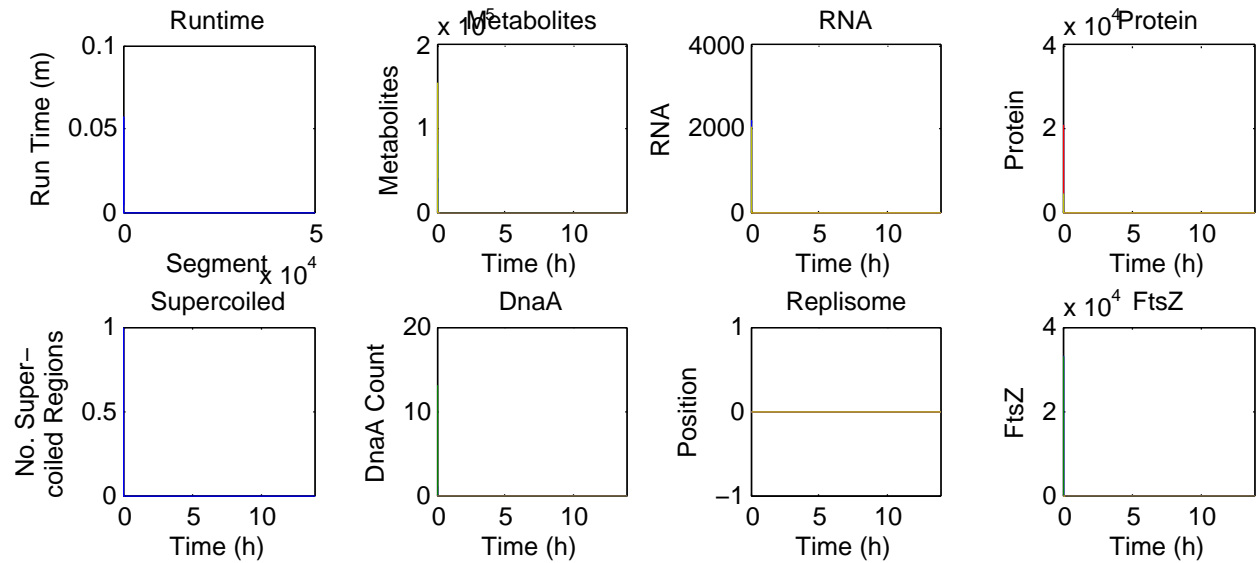 Runtime
0.1
0.05
0
Run Time (m)
0
5
Segment
x 10^4
x 10^5
Metabolites
2
1
0
Metabolites
0
5
10
Time (h)
RNA
4000
2000
0
RNA
0
5
10
Time (h)
x 10^4
Protein
4
2
0
Protein
0
5
10
Time (h)
Supercoiled
1
0.5
0
No. Super−
coiled Regions
0
5
10
Time (h)
DnaA
20
10
0
DnaA Count
0
5
10
Time (h)
Replisome
1
0
−1
Position
0
5
10
Time (h)
x 10^4
FtsZ
4
2
0
FtsZ
0
5
10
Time (h)